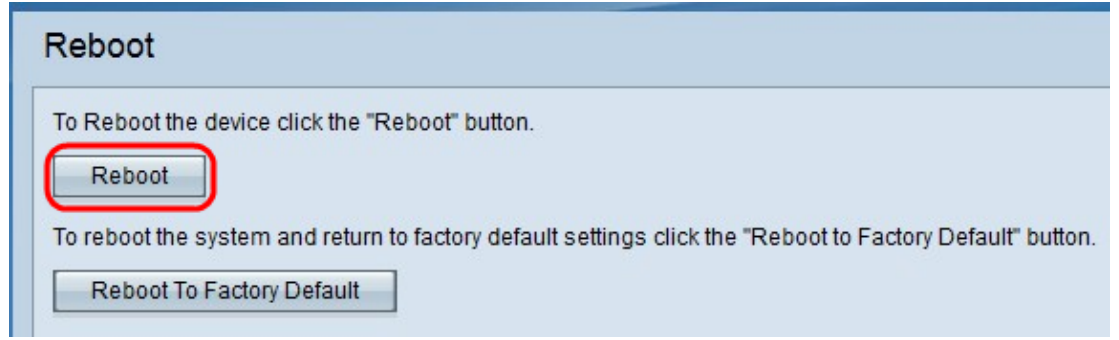 Reboot
To Reboot the device click the "Reboot" button.
Reboot
To reboot the system and return to factory default settings click the "Reboot to Factory Default" button.
Reboot To Factory Default